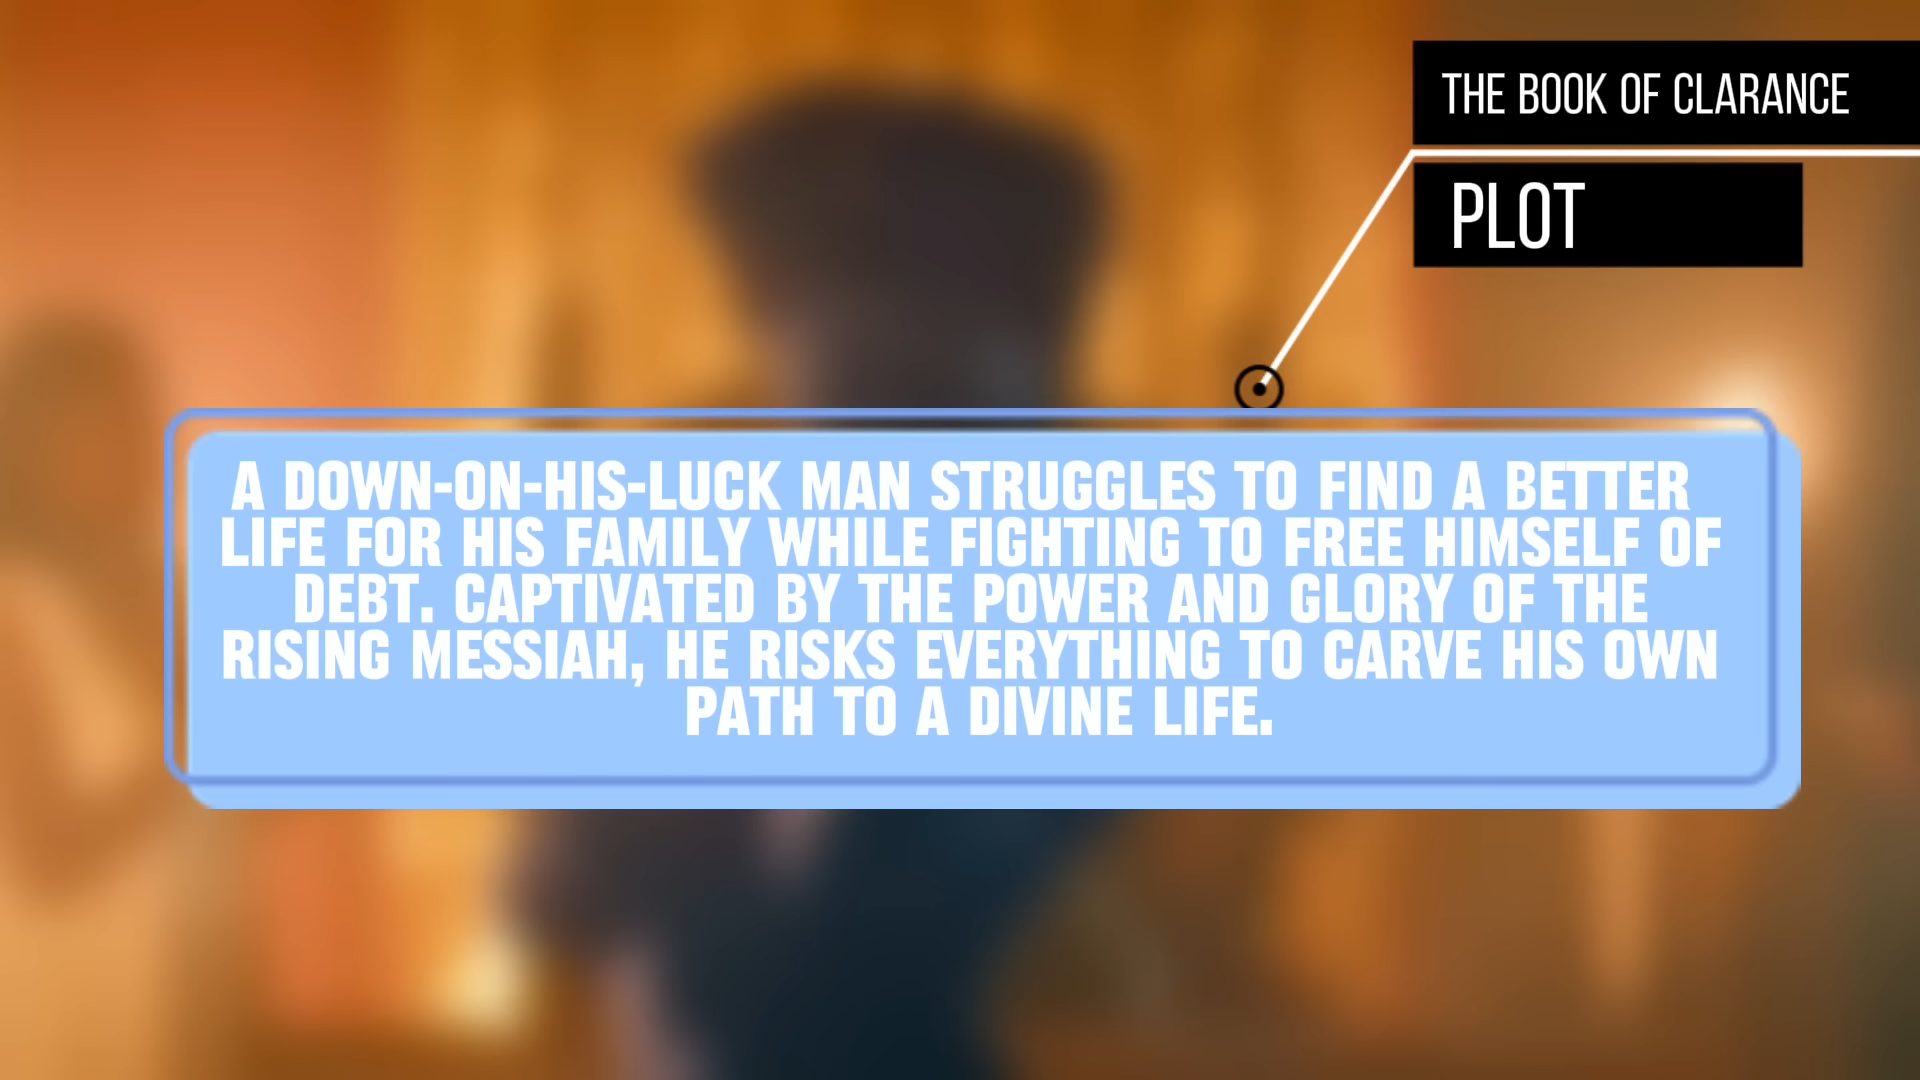 THE BOOK OF CLARANCE
PLOT
A DOWN-ON-HIS-LUCK MAN STRUGGLES TO FIND A BETTER
LIFE FOR HIS FAMILY WHILE FIGHTING TO FREE HIMSELF OF
DEBT. CAPTIVATED BY THE POWER AND GLORY OF THE
RISING MESSIAH, HE RISKS EVERYTHING TO CARVE HIS OWN
PATH TO A DIVINE LIFE.